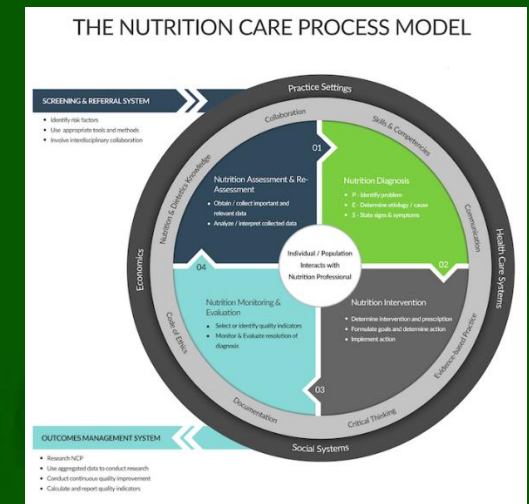 THE NUTRITION CARE PROCESS MODEL
SCREENING & REFERRAL SYSTEM
• Identify risk factors
• Use appropriate tools and methods
• Involve interdisciplinary collaboration
Practice Settings
Collaboration
Skills & Competencies
Nutrition & Dietetics Knowledge
Communication
Economics
Health Care Systems
01
Nutrition Assessment & Re-
Assessment
• Obtain / collect important and
relevant data
• Analyze / interpret collected data
Nutrition Diagnosis
• P - Identify problem
• E - Determine etiology / cause
• S - State signs & symptoms
Individual / Population
Interacts with
Nutrition Professional
04
02
Nutrition Monitoring &
Evaluation
• Select or identify quality indicators
• Monitor & Evaluate resolution of
diagnosis
Nutrition Intervention
• Determine intervention and prescription
• Formulate goals and determine action
• Implement action
03
Code of Ethics
Evidence-based Practice
Documentation
Critical Thinking
Social Systems
OUTCOMES MANAGEMENT SYSTEM
• Research NCP
• Use aggregated data to conduct research
• Conduct continuous quality improvement
• Calculate and report quality indicators